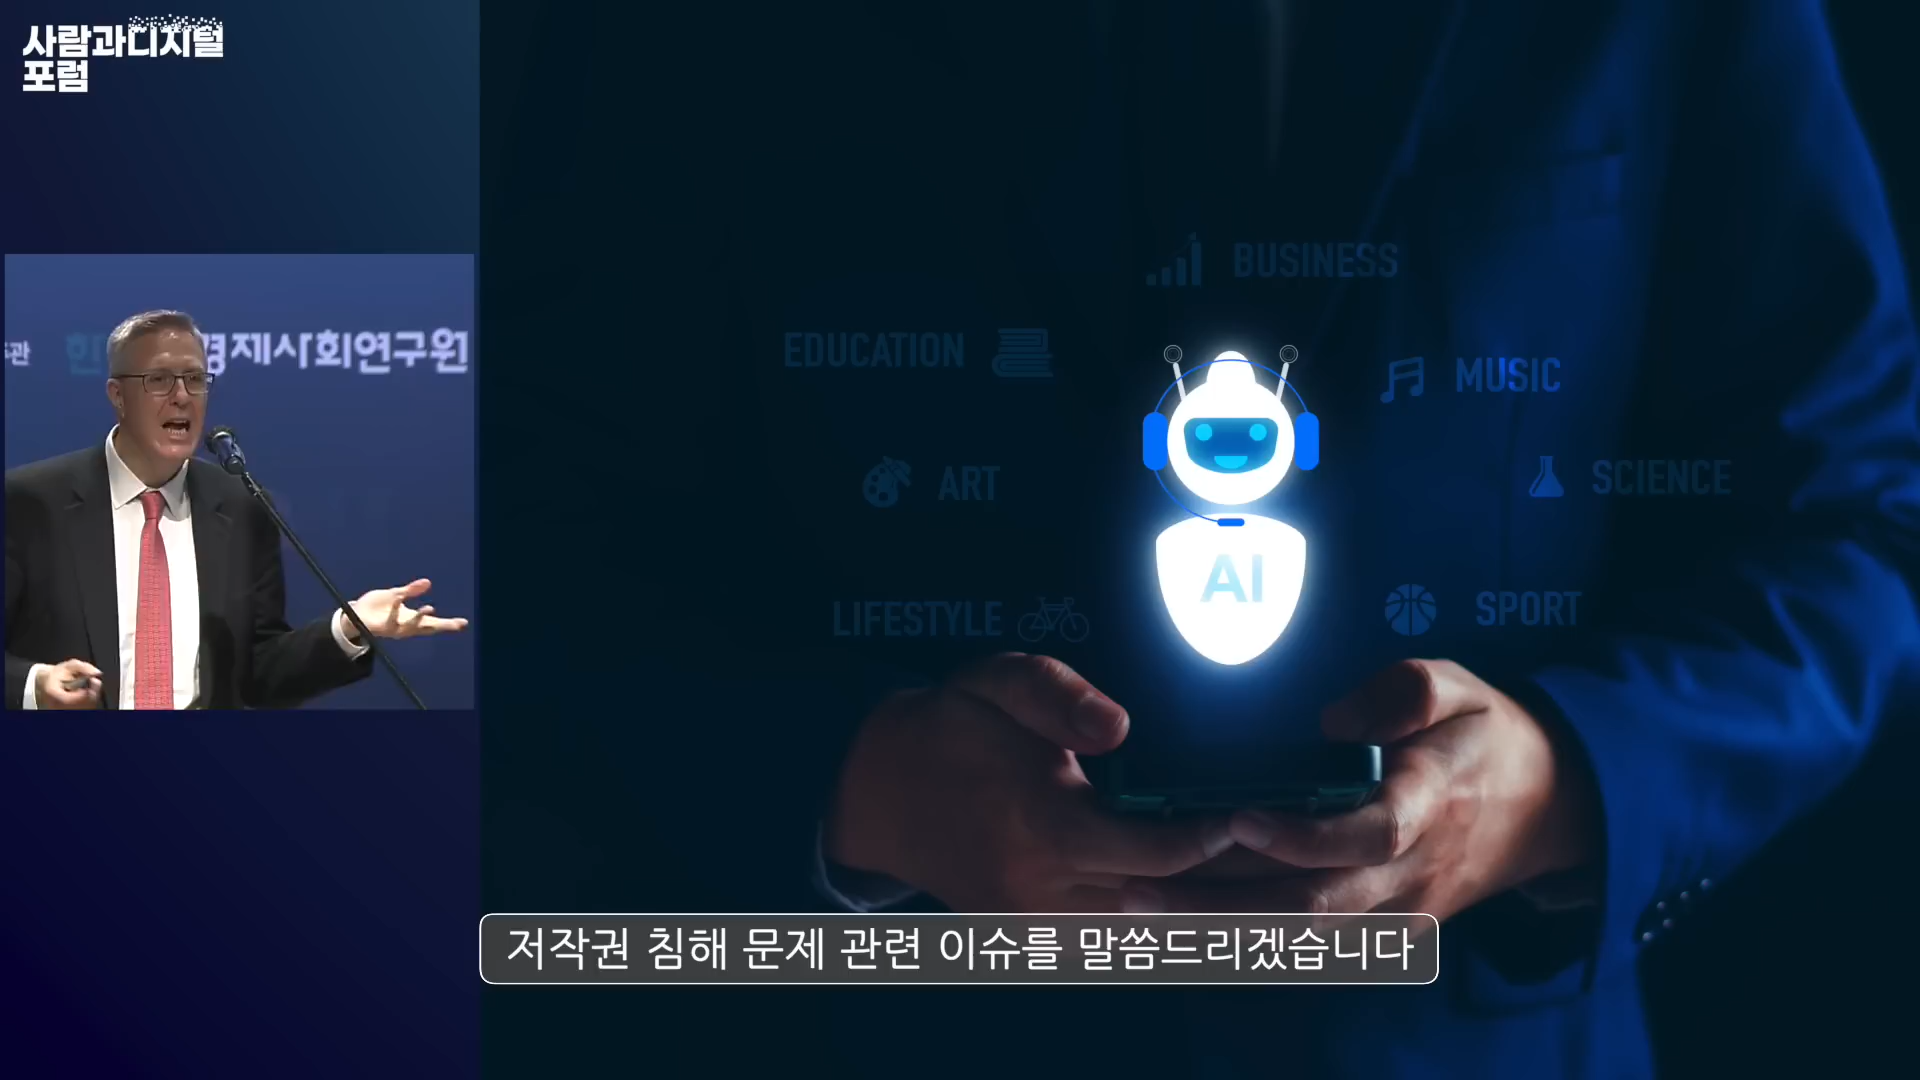 사람과디지털
포럼
경제사회연구원
BUSINESS
EDUCATION
MUSIC
ART
SCIENCE
AI
LIFESTYLE
SPORT
저작권 침해 문제 관련 이슈를 말씀드리겠습니다